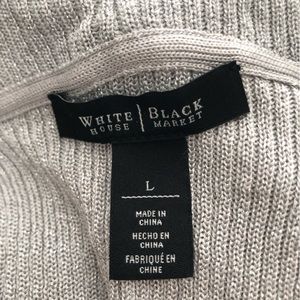 WHITE | BLACK
HOUSE | MARKET
L
MADE IN
CHINA
HECHO EN
CHINA
FABRIQUÉ EN
CHINE